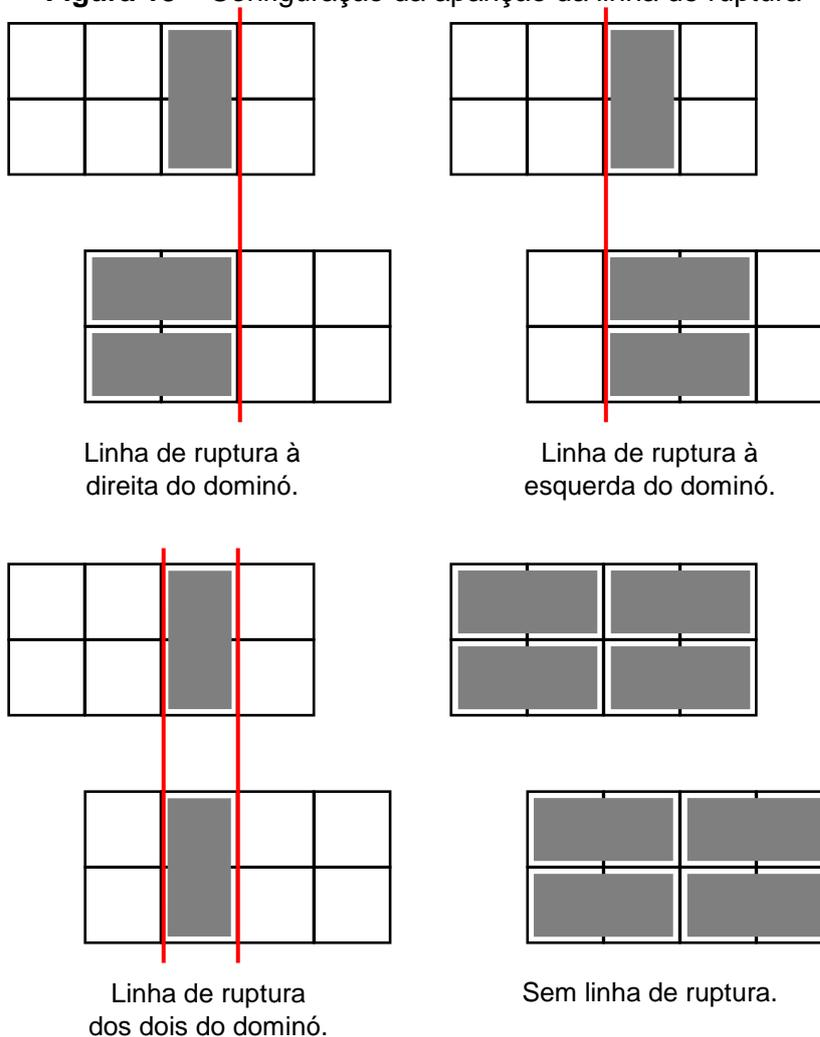 Linha de ruptura à
direita do dominó.
Linha de ruptura à
esquerda do dominó.
Linha de ruptura
dos dois do dominó.
Sem linha de ruptura.